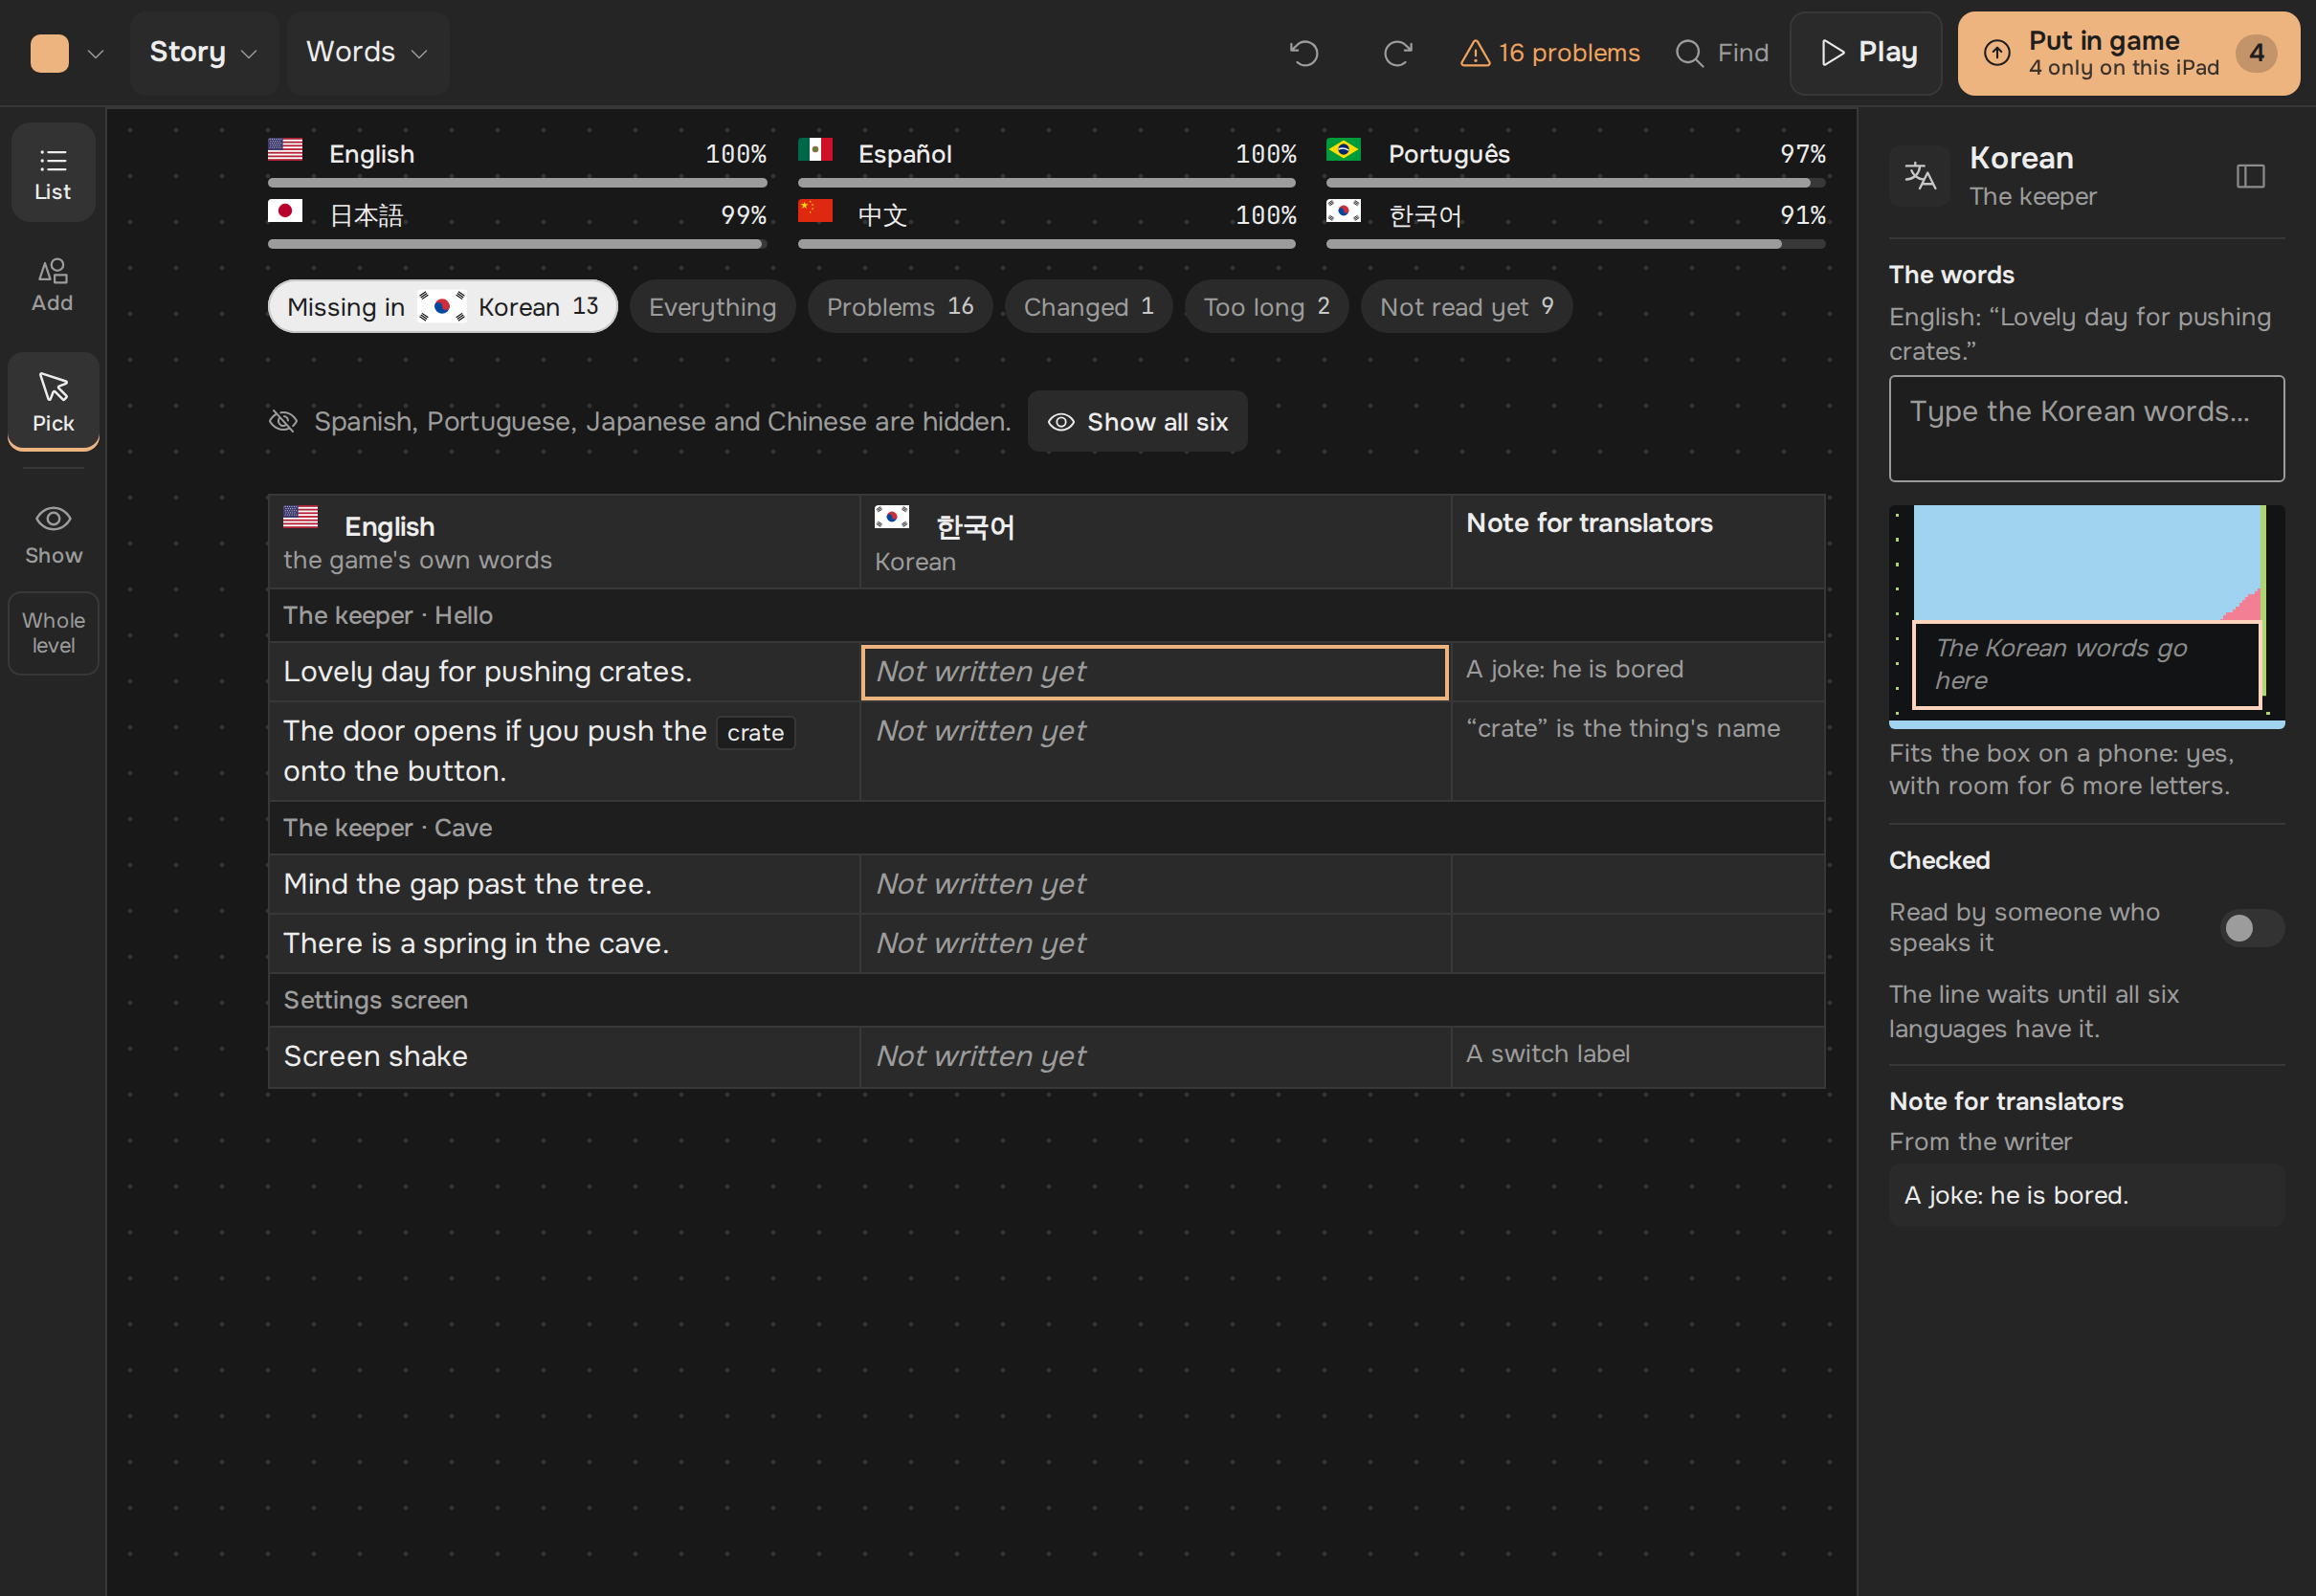 Story
Words
16 problems
Find
Play
Put in game
4 only on this iPad
4
List
Add
Pick
Show
Whole
level
English 100%
Español 100%
Português 97%
日本語 99%
中文 100%
한국어 91%
Missing in Korean 13
Everything
Problems 16
Changed 1
Too long 2
Not read yet 9
Spanish, Portuguese, Japanese and Chinese are hidden.
Show all six
English
the game's own words
한국어
Korean
Note for translators
The keeper · Hello
Lovely day for pushing crates.
Not written yet
A joke: he is bored
The door opens if you push the crate
onto the button.
Not written yet
“crate” is the thing's name
The keeper · Cave
Mind the gap past the tree.
Not written yet
There is a spring in the cave.
Not written yet
Settings screen
Screen shake
Not written yet
A switch label
Korean
The keeper
The words
English: “Lovely day for pushing
crates.”
Type the Korean words...
The Korean words go
here
Fits the box on a phone: yes,
with room for 6 more letters.
Checked
Read by someone who
speaks it
The line waits until all six
languages have it.
Note for translators
From the writer
A joke: he is bored.